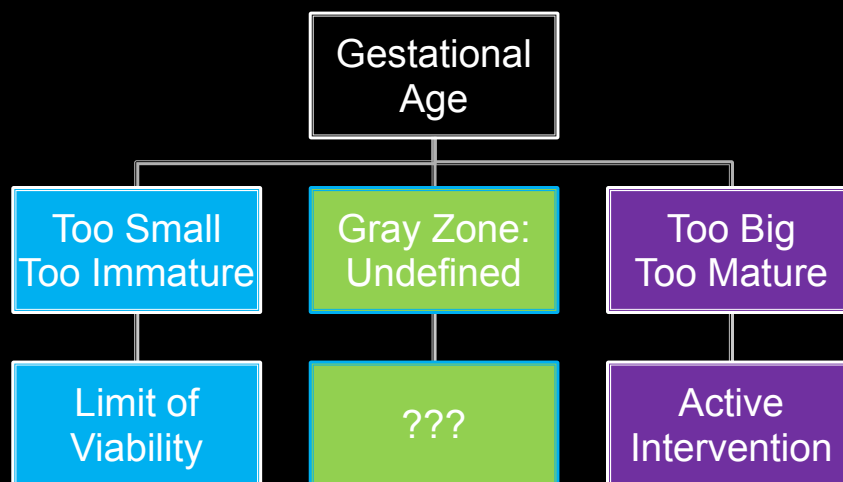 Gestational
Age
Too Small
Too Immature
Gray Zone:
Undefined
Too Big
Too Mature
Limit of
Viability
???
Active
Intervention